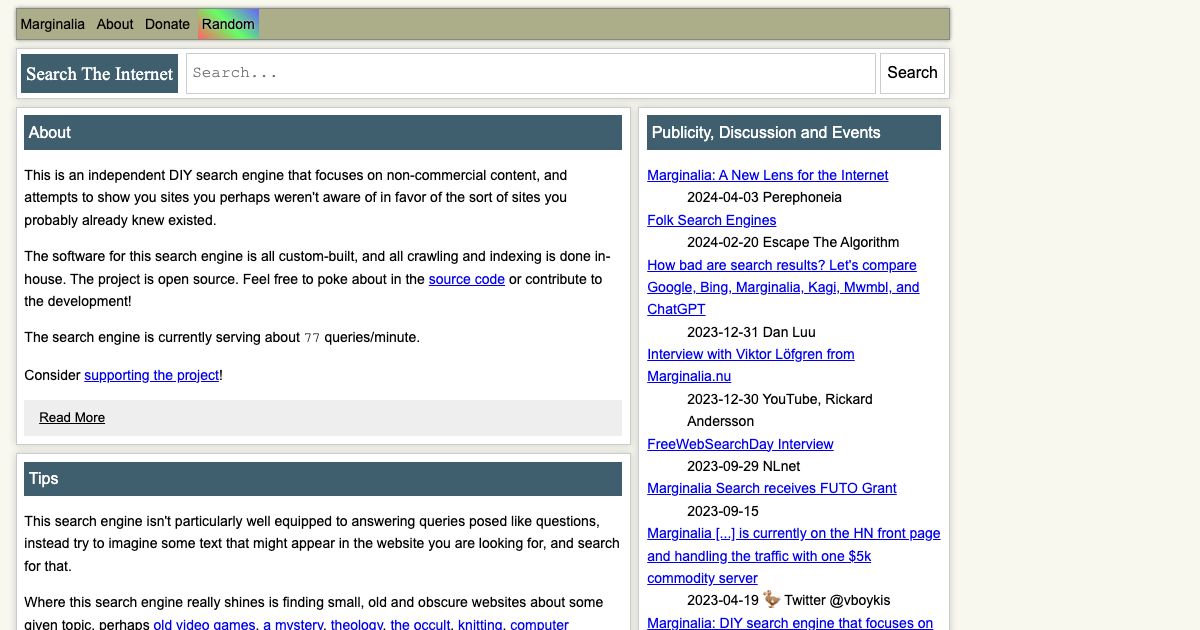 Marginalia About Donate Random
Search The Internet Search... Search
About
This is an independent DIY search engine that focuses on non-commercial content, and
attempts to show you sites you perhaps weren't aware of in favor of the sort of sites you
probably already knew existed.
The software for this search engine is all custom-built, and all crawling and indexing is done in-
house. The project is open source. Feel free to poke about in the source code or contribute to
the development!
The search engine is currently serving about 77 queries/minute.
Consider supporting the project!
Read More
Tips
This search engine isn't particularly well equipped to answering queries posed like questions,
instead try to imagine some text that might appear in the website you are looking for, and search
for that.
Where this search engine really shines is finding small, old and obscure websites about some
given topic, perhaps old video games, a mystery, theology, the occult, knitting, computer
Publicity, Discussion and Events
Marginalia: A New Lens for the Internet
2024-04-03 Perephoneia
Folk Search Engines
2024-02-20 Escape The Algorithm
How bad are search results? Let's compare
Google, Bing, Marginalia, Kagi, Mwmbl, and
ChatGPT
2023-12-31 Dan Luu
Interview with Viktor Löfgren from
Marginalia.nu
2023-12-30 YouTube, Rickard
Andersson
FreeWebSearchDay Interview
2023-09-29 NLnet
Marginalia Search receives FUTO Grant
2023-09-15
Marginalia [...] is currently on the HN front page
and handling the traffic with one $5k
commodity server
2023-04-19 🦆 Twitter @vboykis
Marginalia: DIY search engine that focuses on